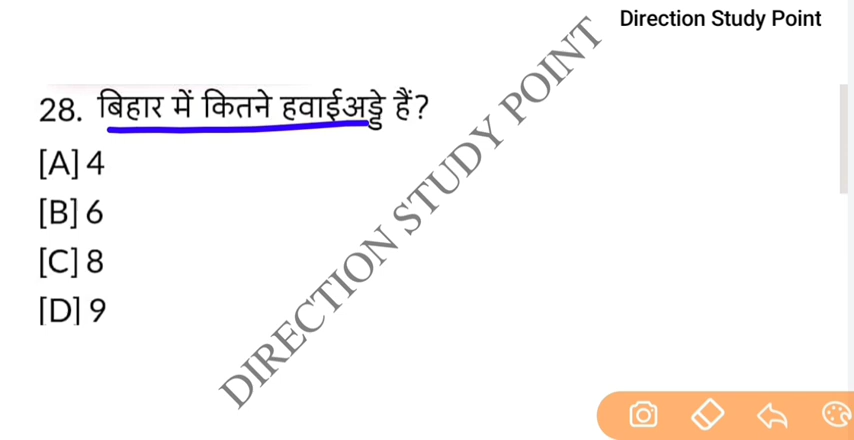 Direction Study Point
28. बिहार में कितने हवाईअड्डे हैं?
[A] 4
[B] 6
[C] 8
[D] 9
DIRECTION STUDY POINT